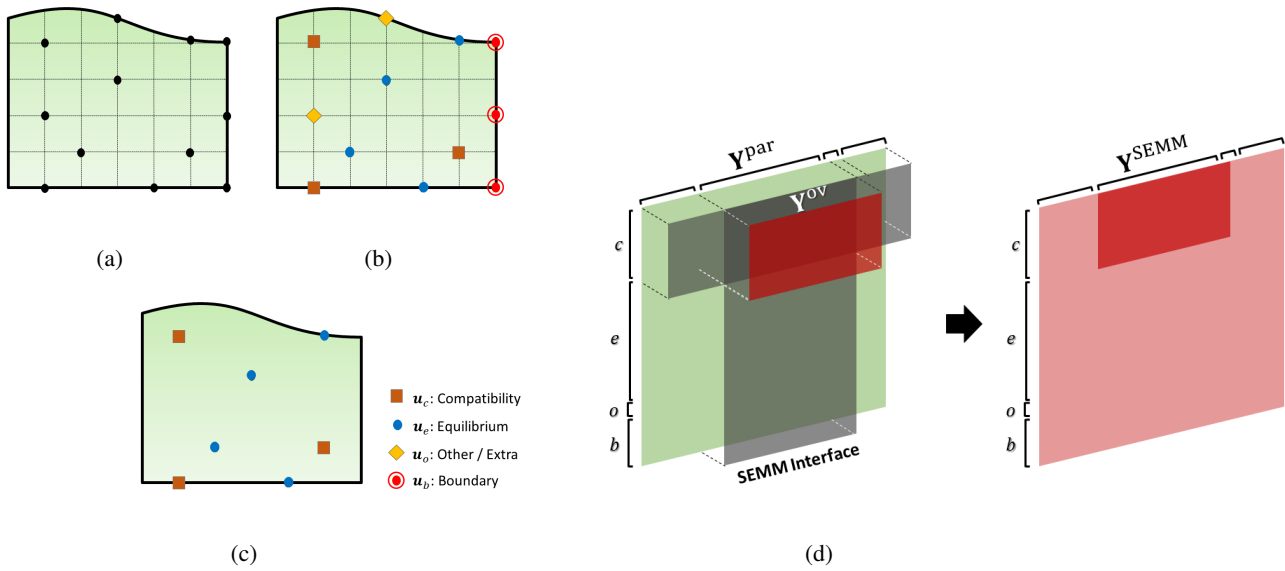 (a)
(b)
u_c: Compatibility
u_e: Equilibrium
u_o: Other / Extra
u_b: Boundary
(c)
Y^par
Y^ov
c
e
o
b
SEMM Interface
Y^SEMM
c
e
o
b
(d)